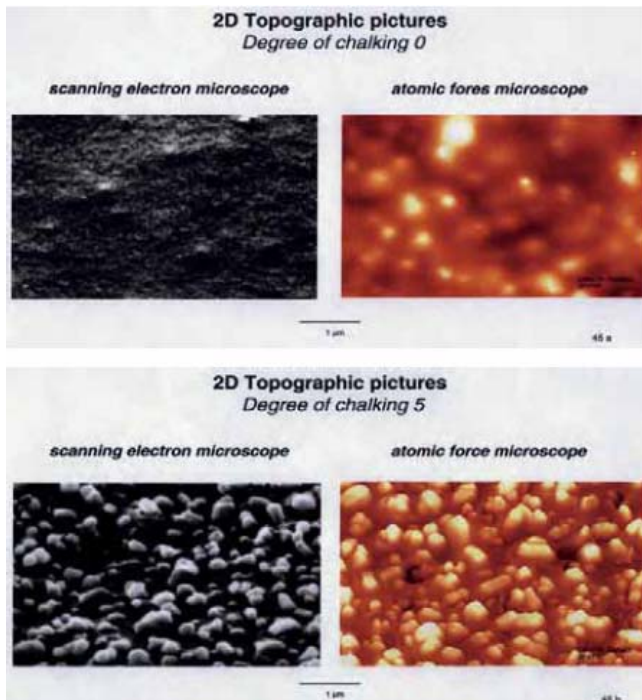 2D Topographic pictures
Degree of chalking 0
scanning electron microscope
atomic fores microscope
1 µm
45 a
2D Topographic pictures
Degree of chalking 5
scanning electron microscope
atomic force microscope
1 µm